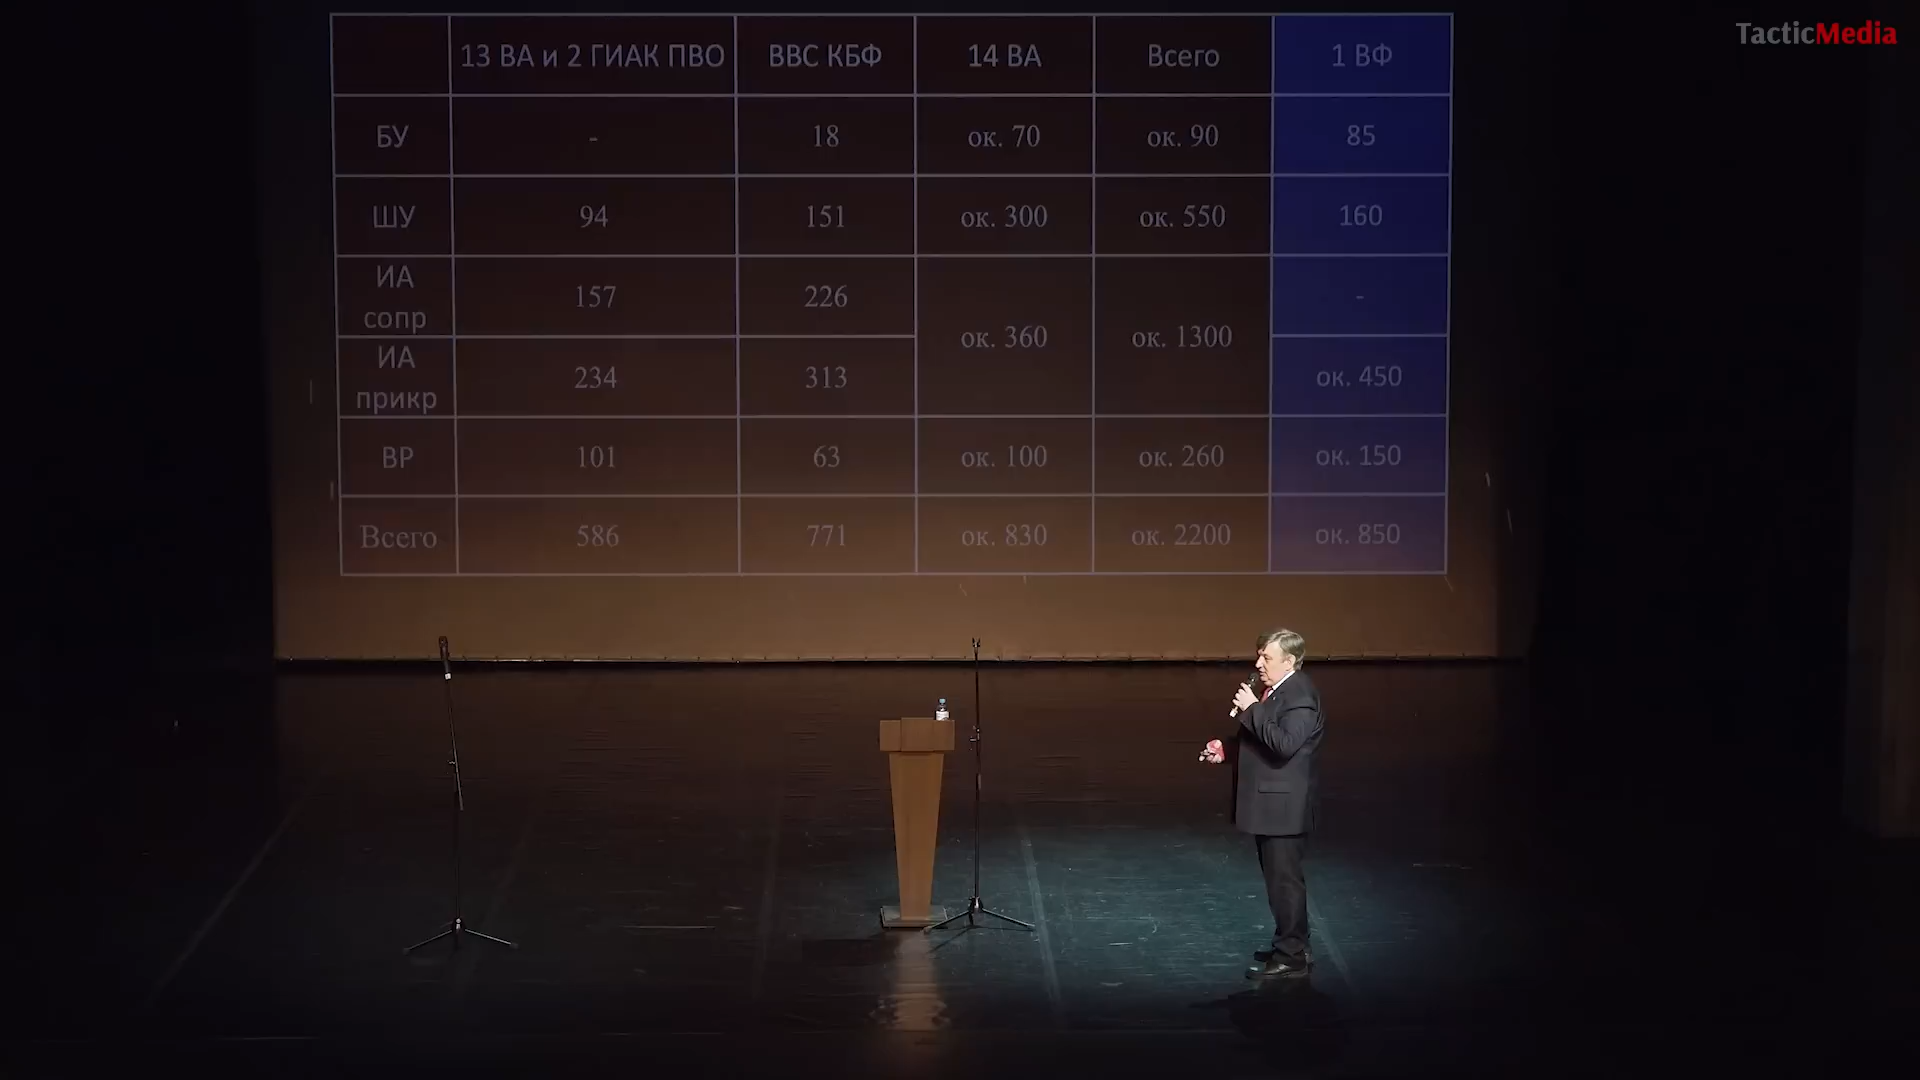 TacticMedia
13 ВА и 2 ГИАК ПВО ВВС КБФ 14 ВА Всего 1 ВФ
БУ - 18 ок. 70 ок. 90 85
ШУ 94 151 ок. 300 ок. 550 160
ИА
сопр 157 226 ок. 360 ок. 1300 -
ИА
прикр 234 313 ок. 450
ВР 101 63 ок. 100 ок. 260 ок. 150
Всего 586 771 ок. 830 ок. 2200 ок. 850